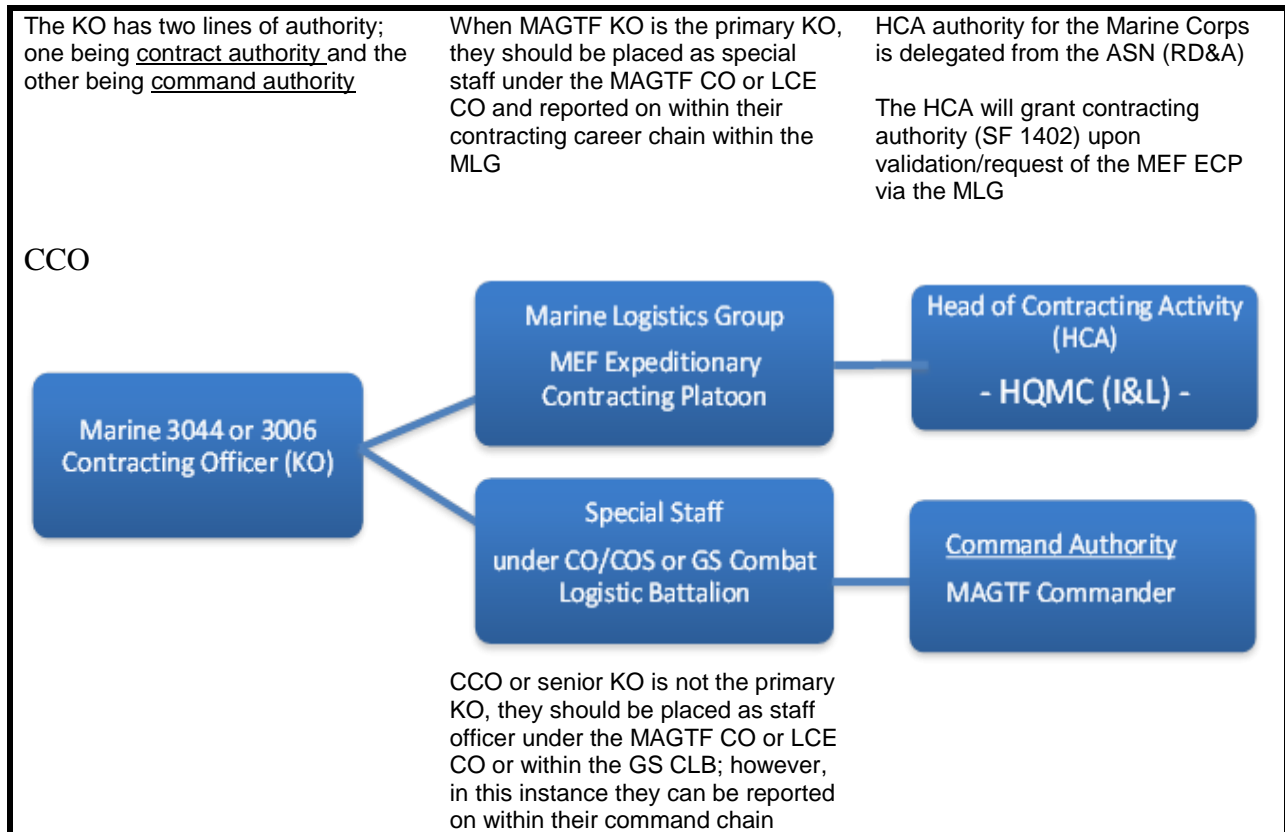 The KO has two lines of authority;
one being contract authority and the
other being command authority
When MAGTF KO is the primary KO,
they should be placed as special
staff under the MAGTF CO or LCE
CO and reported on within their
contracting career chain within the
MLG
HCA authority for the Marine Corps
is delegated from the ASN (RD&A)
The HCA will grant contracting
authority (SF 1402) upon
validation/request of the MEF ECP
via the MLG
CCO
Marine 3044 or 3006
Contracting Officer (KO)
Marine Logistics Group
MEF Expeditionary
Contracting Platoon
Head of Contracting Activity
(HCA)
- HQMC (I&L) -
Special Staff
under CO/COS or GS Combat
Logistic Battalion
Command Authority
MAGTF Commander
CCO or senior KO is not the primary
KO, they should be placed as staff
officer under the MAGTF CO or LCE
CO or within the GS CLB; however,
in this instance they can be reported
on within their command chain